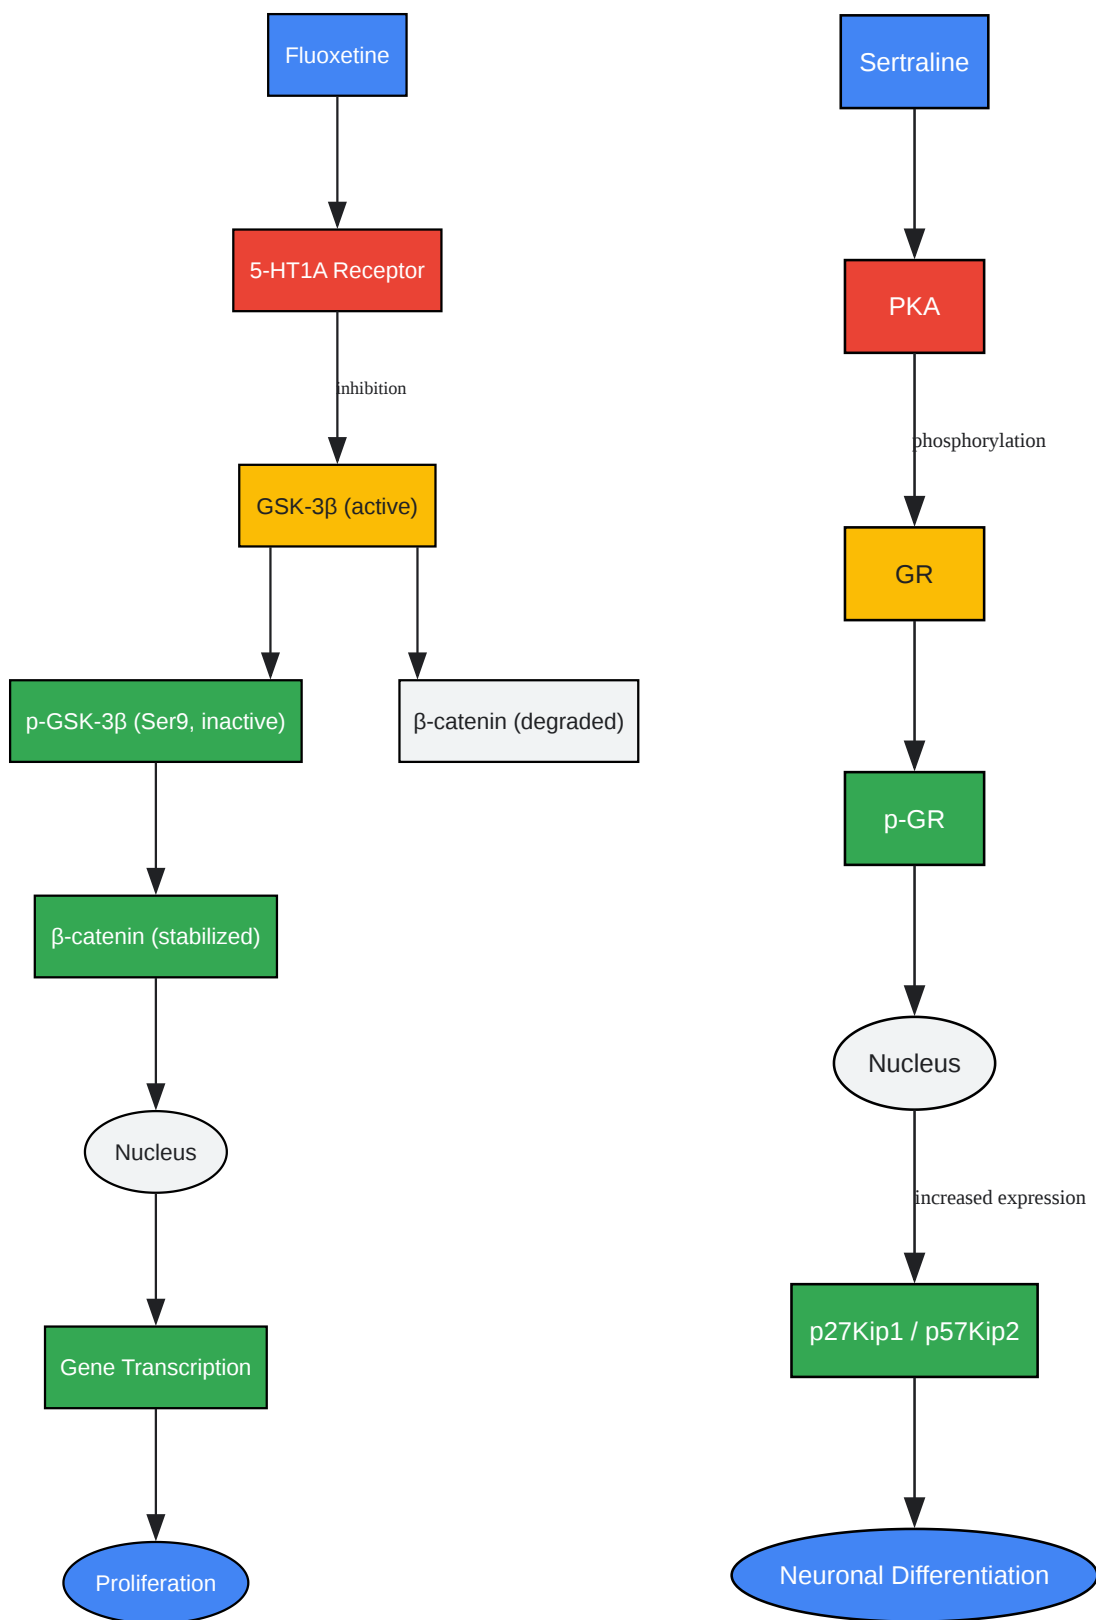 Fluoxetine
5-HT1A Receptor
inhibition
GSK-3β (active)
p-GSK-3β (Ser9, inactive)
β-catenin (degraded)
β-catenin (stabilized)
Nucleus
Gene Transcription
Proliferation
Sertraline
PKA
phosphorylation
GR
p-GR
Nucleus
increased expression
p27Kip1 / p57Kip2
Neuronal Differentiation